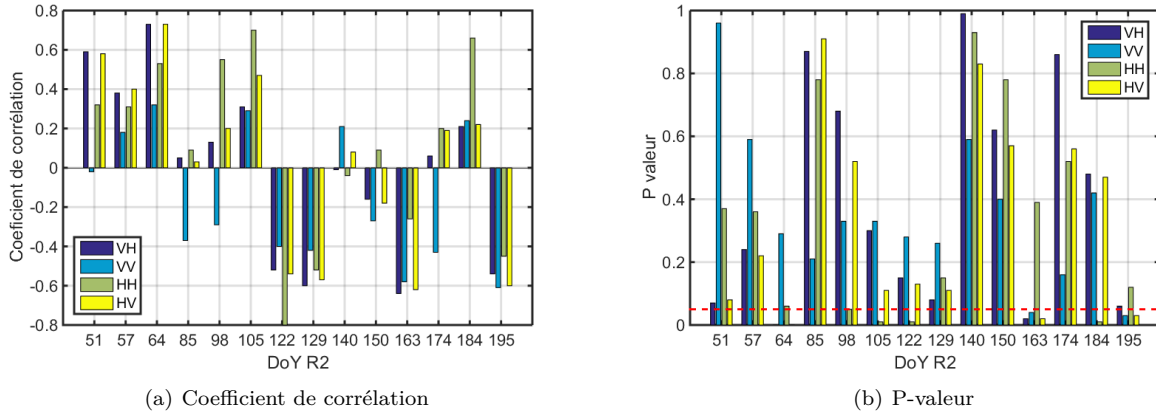 0.8
0.6
0.4
0.2
0
-0.2
-0.4
-0.6
-0.8
Coeficient de corrélation
VH
VV
HH
HV
51 57 64 85 98 105 122 129 140 150 163 174 184 195
DoY R2
(a) Coefficient de corrélation
1
0.8
0.6
0.4
0.2
0
P valeur
VH
VV
HH
HV
51 57 64 85 98 105 122 129 140 150 163 174 184 195
DoY R2
(b) P-valeur